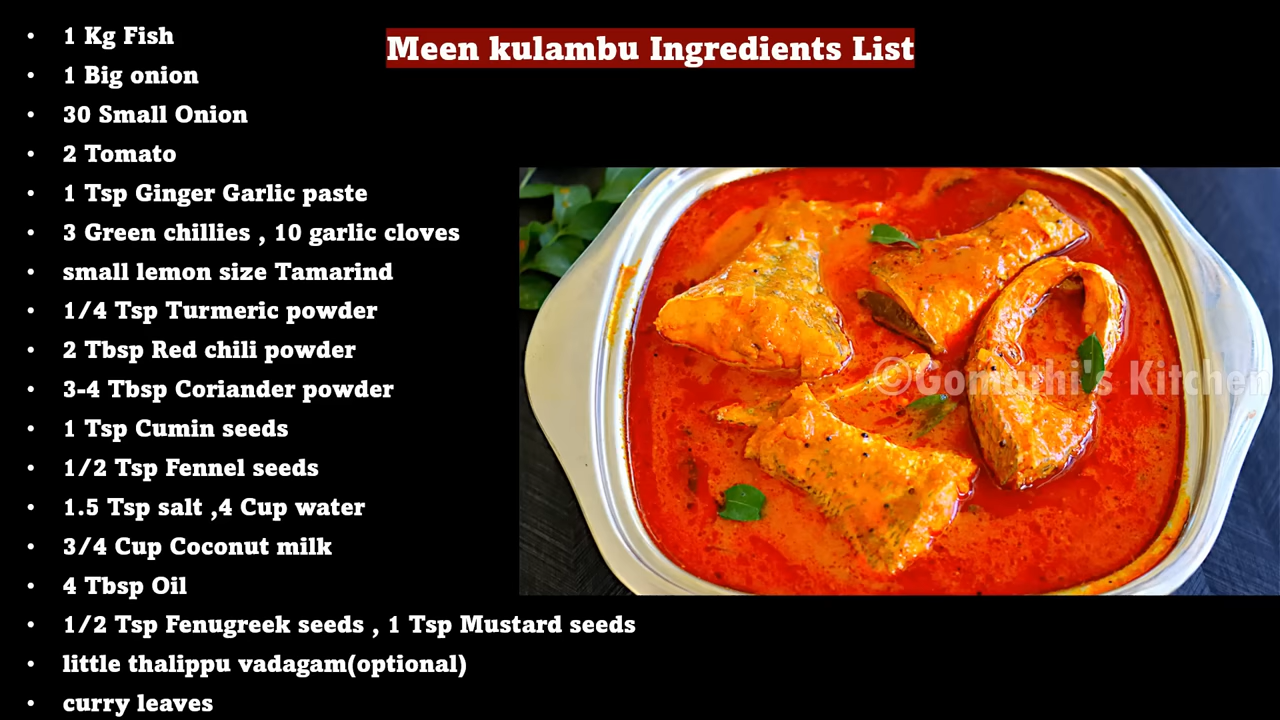 Meen kulambu Ingredients List
• 1 Kg Fish
• 1 Big onion
• 30 Small Onion
• 2 Tomato
• 1 Tsp Ginger Garlic paste
• 3 Green chillies , 10 garlic cloves
• small lemon size Tamarind
• 1/4 Tsp Turmeric powder
• 2 Tbsp Red chili powder
• 3-4 Tbsp Coriander powder
• 1 Tsp Cumin seeds
• 1/2 Tsp Fennel seeds
• 1.5 Tsp salt ,4 Cup water
• 3/4 Cup Coconut milk
• 4 Tbsp Oil
• 1/2 Tsp Fenugreek seeds , 1 Tsp Mustard seeds
• little thalippu vadagam(optional)
• curry leaves
©Gomathi's Kitchen